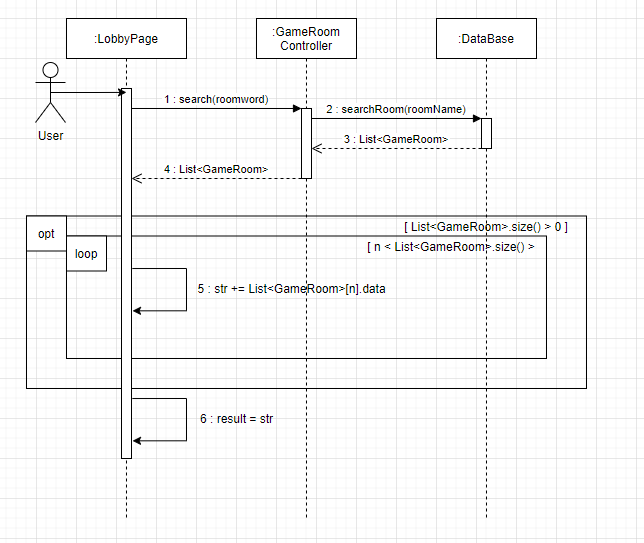 :LobbyPage
:GameRoom
Controller
:DataBase
User
1 : search(roomword)
2 : searchRoom(roomName)
3 : List<GameRoom>
4 : List<GameRoom>
opt
[ List<GameRoom>.size() > 0 ]
loop
[ n < List<GameRoom>.size() >
5 : str += List<GameRoom>[n].data
6 : result = str